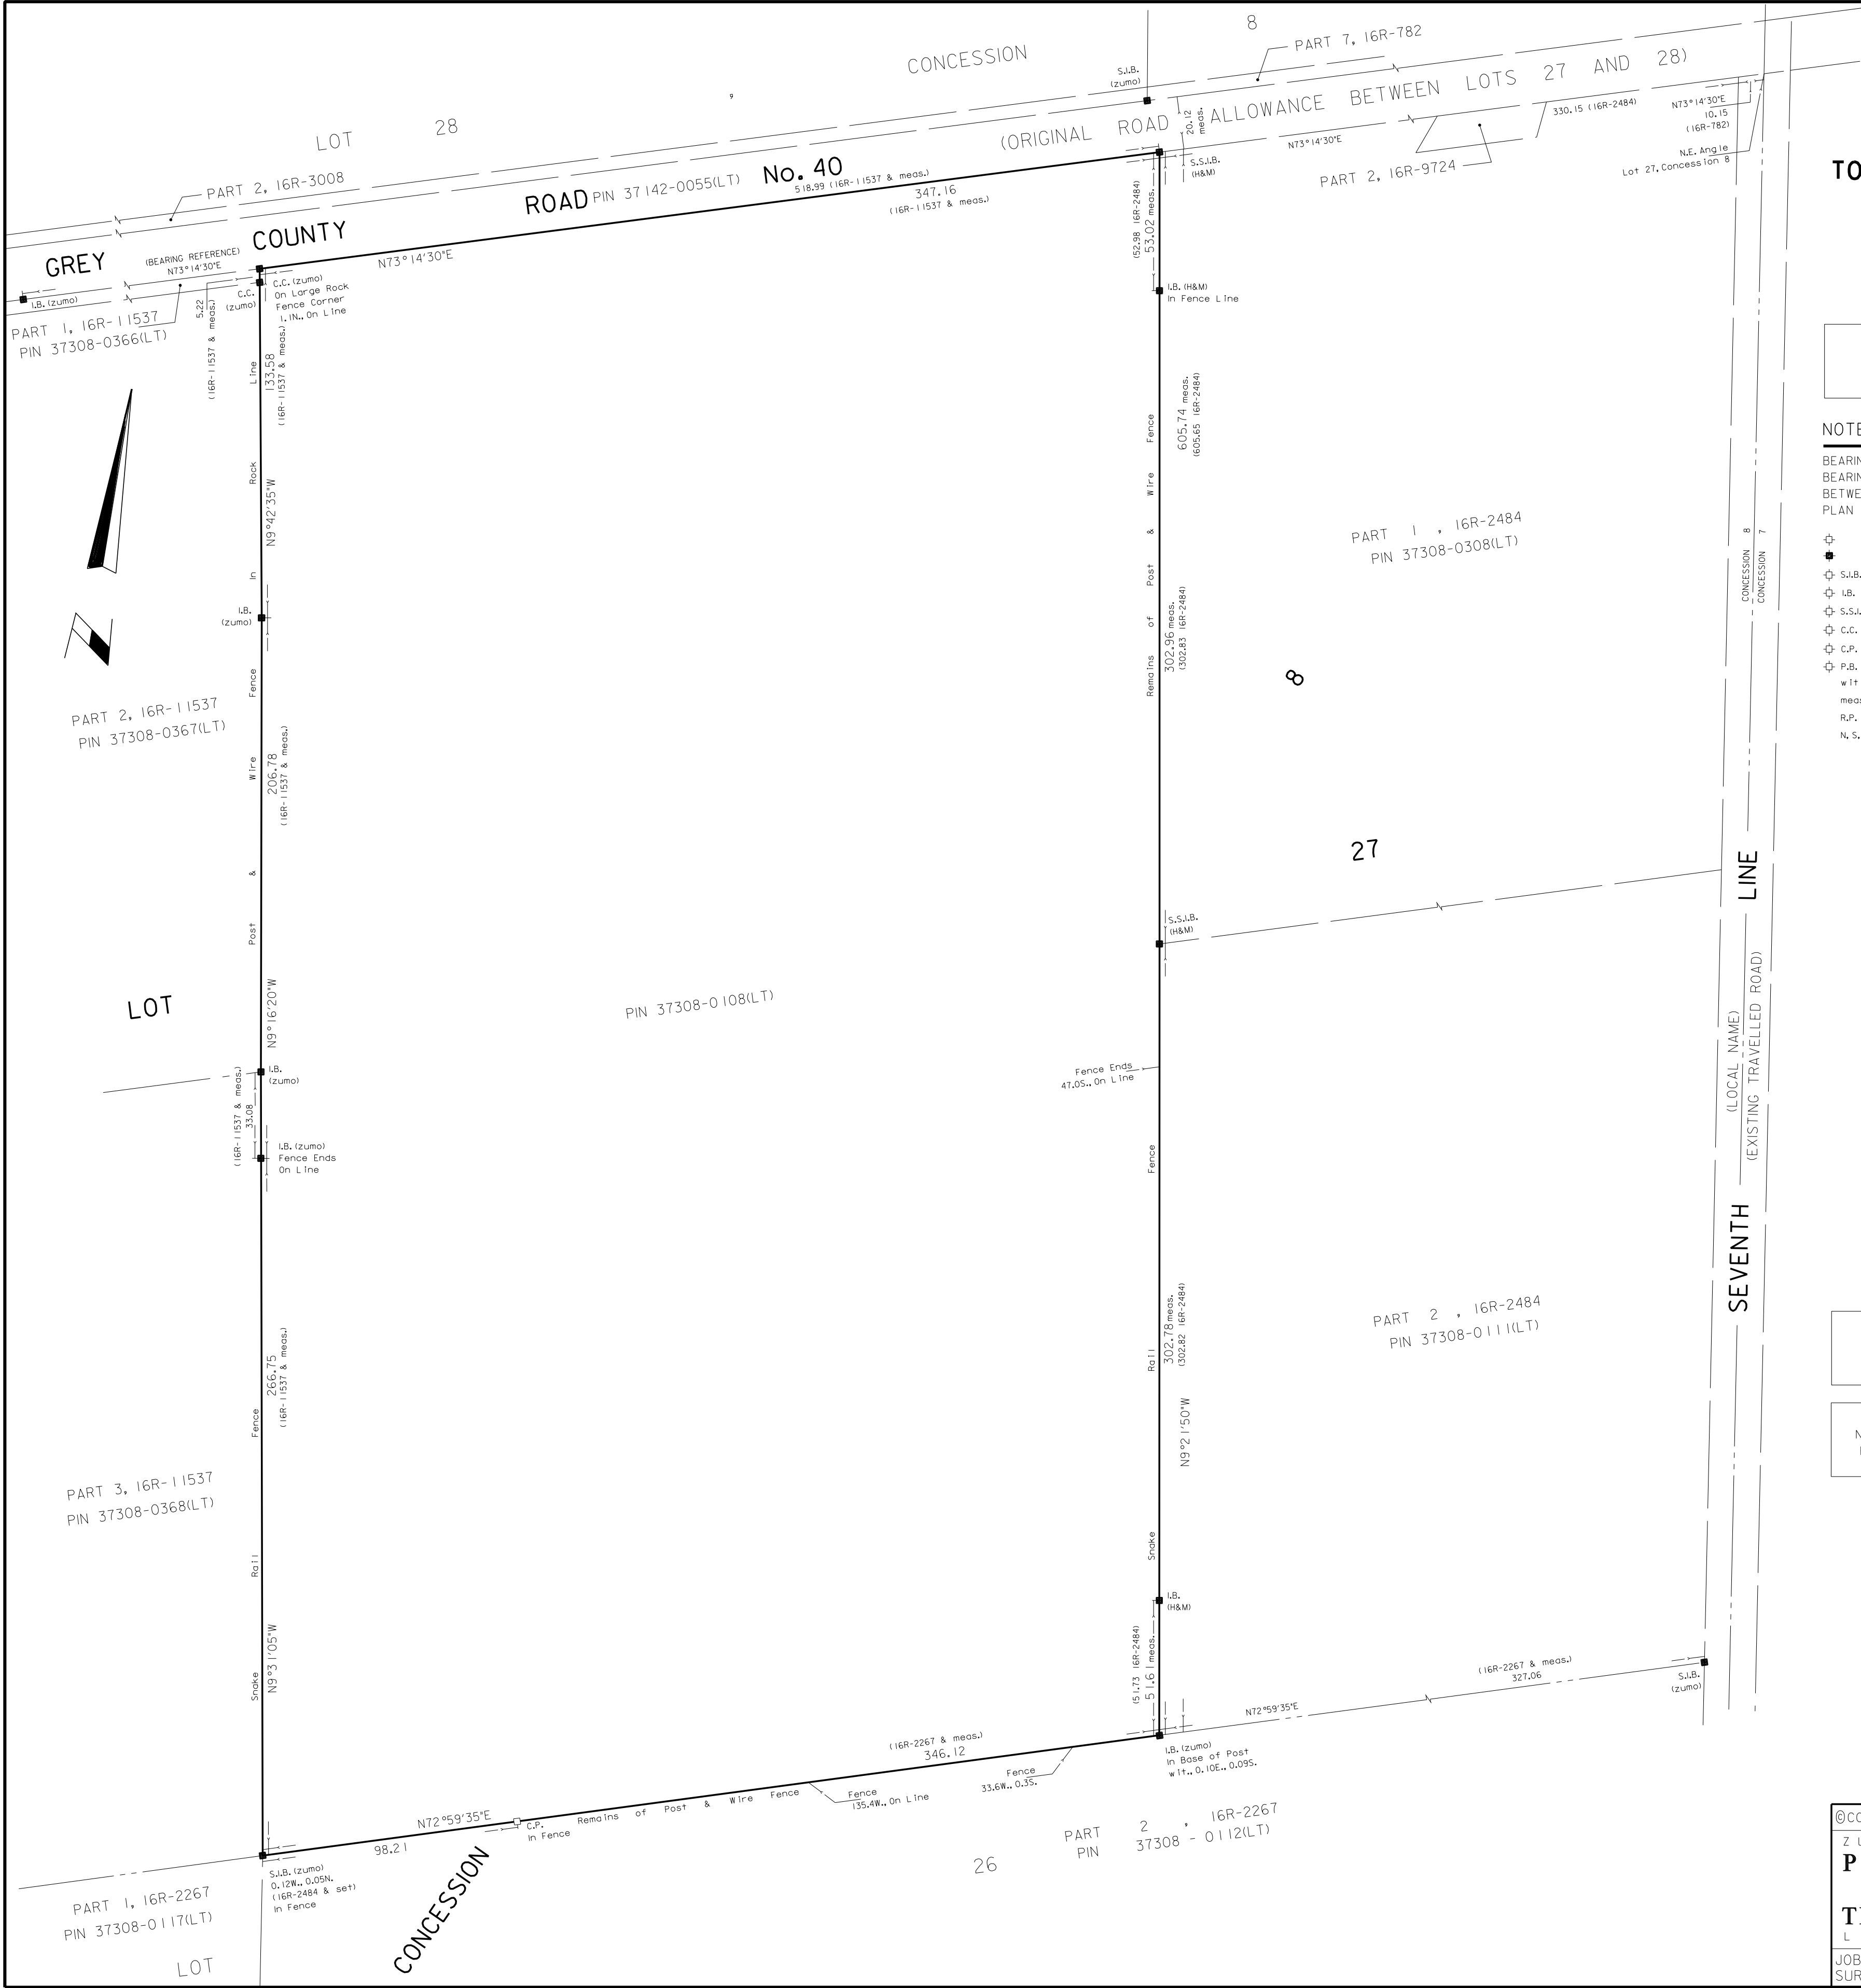 8
PART 7, 16R-782
CONCESSION
S.I.B.
(zumo)
LOT 28
(ORIGINAL ROAD ALLOWANCE BETWEEN LOTS 27 AND 28)
20.12
meas.
330.15 (16R-2484)
N73°14'30"E
10.15
(16R-782)
N.E. Angle
Lot 27, Concession 8
N73°14'30"E
S.S.I.B.
(H&M)
PART 2, 16R-9724
TO
PART 2, 16R-3008
GREY COUNTY ROAD PIN 37142-0055(LT) No. 40
518.99 (16R-11537 & meas.)
347.16
(16R-11537 & meas.)
N73°14'30"E
(BEARING REFERENCE)
N73°14'30"E
I.B. (zumo)
C.C.
(zumo)
C.C. (zumo)
On Large Rock
Fence Corner
1.1N., On Line
PART 1, 16R-11537
PIN 37308-0366(LT)
5.22
(16R-11537 & meas.)
133.58
(16R-11537 & meas.)
Line
Rock
In
N9°42'35"W
(52.98 16R-2484)
53.02 meas.
I.B. (H&M)
In Fence Line
605.74 meas.
(605.65 16R-2484)
Remains of Post & Wire Fence
302.96 meas.
(302.83 16R-2484)
PART 1 , 16R-2484
PIN 37308-0308(LT)
CONCESSION 8
CONCESSION 7
NOTE
BEARIN
BEARIN
BETWE
PLAN
S.I.B.
I.B.
S.S.I.
C.C.
C.P.
P.B.
wit
meas
R.P.
N.S.
I.B.
(zumo)
8
PART 2, 16R-11537
PIN 37308-0367(LT)
Post & Wire Fence
206.78
(16R-11537 & meas.)
N9°16'20"W
27
S.S.I.B.
(H&M)
LOT
PIN 37308-0108(LT)
SEVENTH LINE
(LOCAL NAME)
(EXISTING TRAVELLED ROAD)
I.B.
(zumo)
(16R-11537 & meas.)
33.08
I.B. (zumo)
Fence Ends
On Line
Fence Ends
47.0S., On Line
Snake Rail Fence
302.78 meas.
(302.82 16R-2484)
N9°21'50"W
PART 2 , 16R-2484
PIN 37308-0111(LT)
266.75
(16R-11537 & meas.)
Snake Rail Fence
N9°31'05"W
PART 3, 16R-11537
PIN 37308-0368(LT)
I.B.
(H&M)
(51.73 16R-2484)
51.61 meas.
(16R-2267 & meas.)
327.06
S.I.B.
(zumo)
N72°59'35"E
(16R-2267 & meas.)
346.12
I.B. (zumo)
In Base of Post
wit., 0.10E., 0.09S.
Fence
33.6W., 0.3S.
Fence
135.4W., On Line
Remains of Post & Wire Fence
N72°59'35"E
C.P.
In Fence
98.21
S.I.B. (zumo)
0.12W., 0.05N.
(16R-2484 & set)
In Fence
CONCESSION
26
PART 2 , 16R-2267
PIN 37308 - 0112(LT)
PART 1, 16R-2267
PIN 37308-0117(LT)
LOT
©CO
Z U
P
L
JOB
SUR